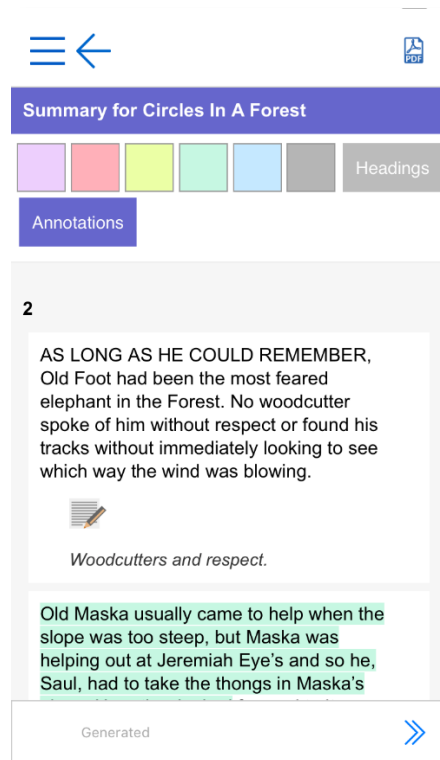 PDF
Summary for Circles In A Forest
Headings
Annotations
2
AS LONG AS HE COULD REMEMBER,
Old Foot had been the most feared
elephant in the Forest. No woodcutter
spoke of him without respect or found his
tracks without immediately looking to see
which way the wind was blowing.
Woodcutters and respect.
Old Maska usually came to help when the
slope was too steep, but Maska was
helping out at Jeremiah Eye’s and so he,
Saul, had to take the thongs in Maska’s
Generated